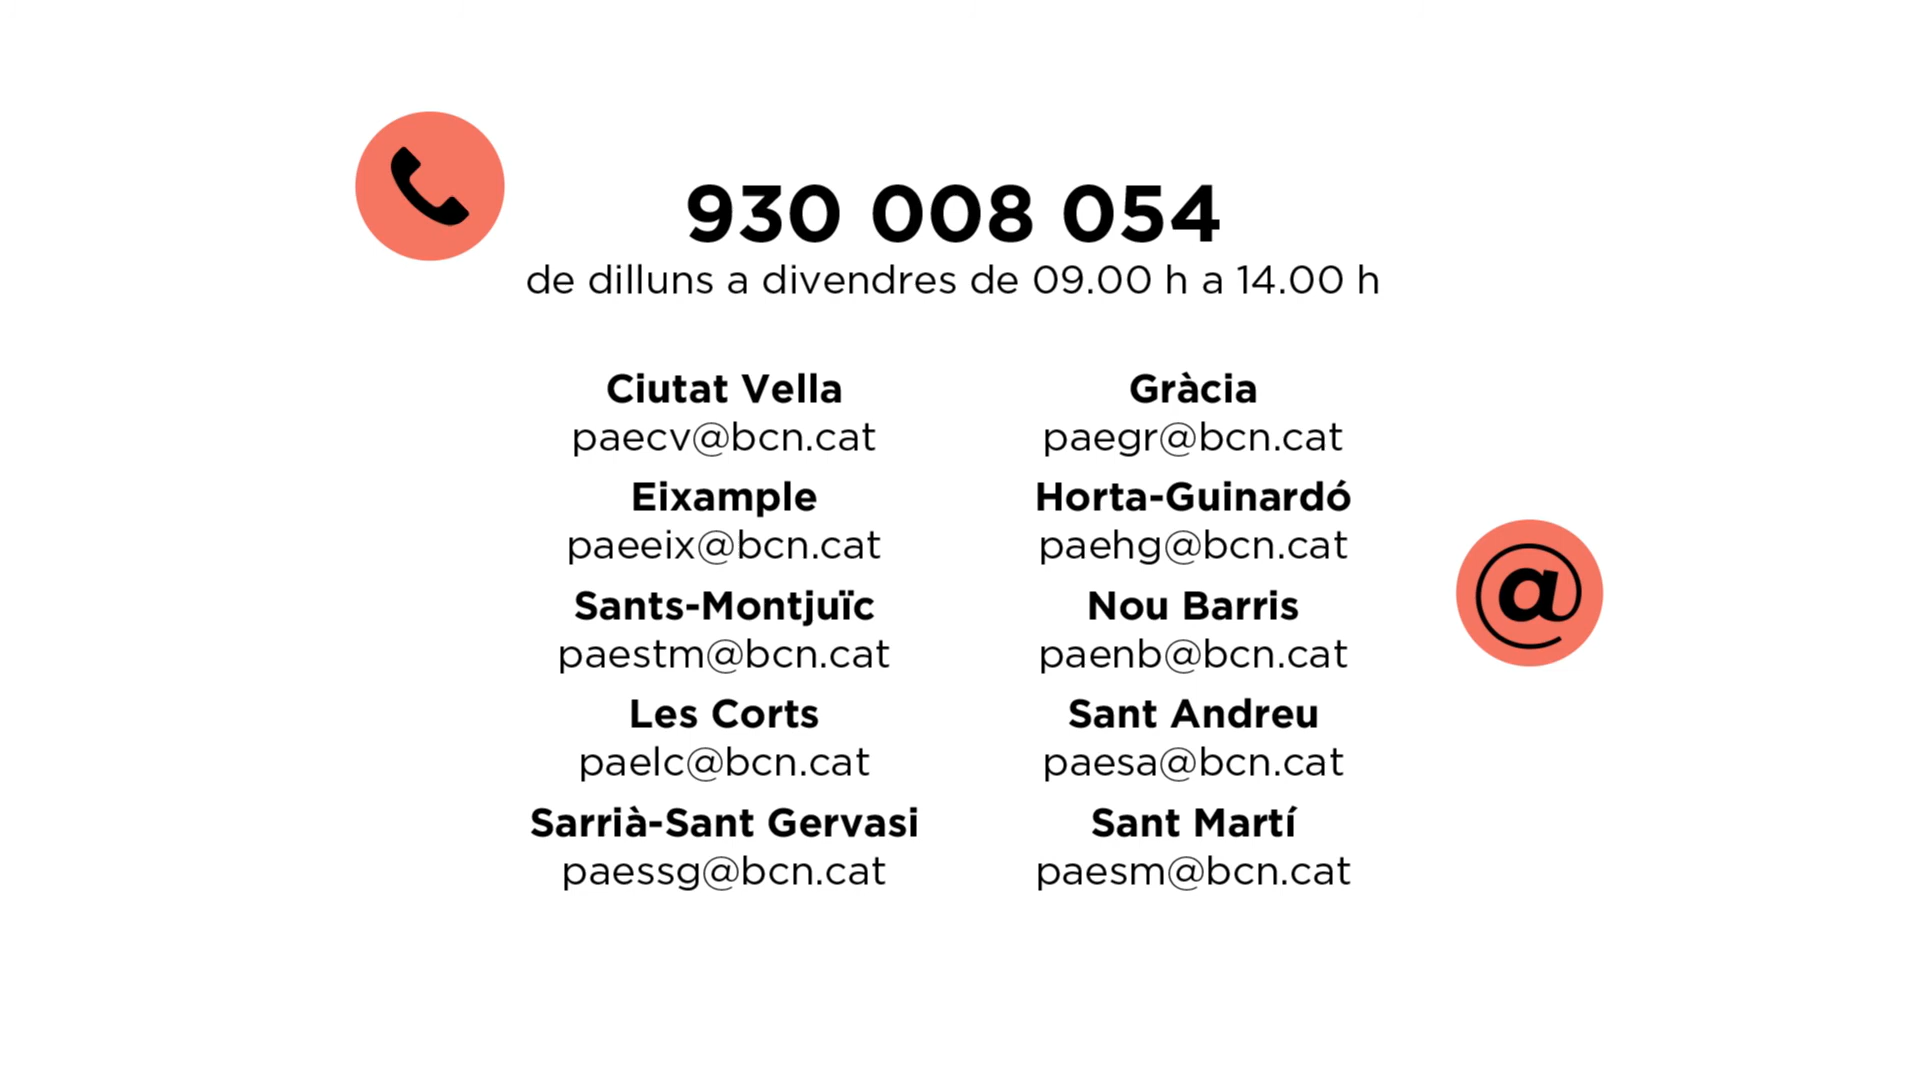 930 008 054
de dilluns a divendres de 09.00 h a 14.00 h
Ciutat Vella
paecv@bcn.cat
Eixample
paeeix@bcn.cat
Sants-Montjuïc
paestm@bcn.cat
Les Corts
paelc@bcn.cat
Sarrià-Sant Gervasi
paessg@bcn.cat
Gràcia
paegr@bcn.cat
Horta-Guinardó
paehg@bcn.cat
Nou Barris
paenb@bcn.cat
Sant Andreu
paesa@bcn.cat
Sant Martí
paesm@bcn.cat
@